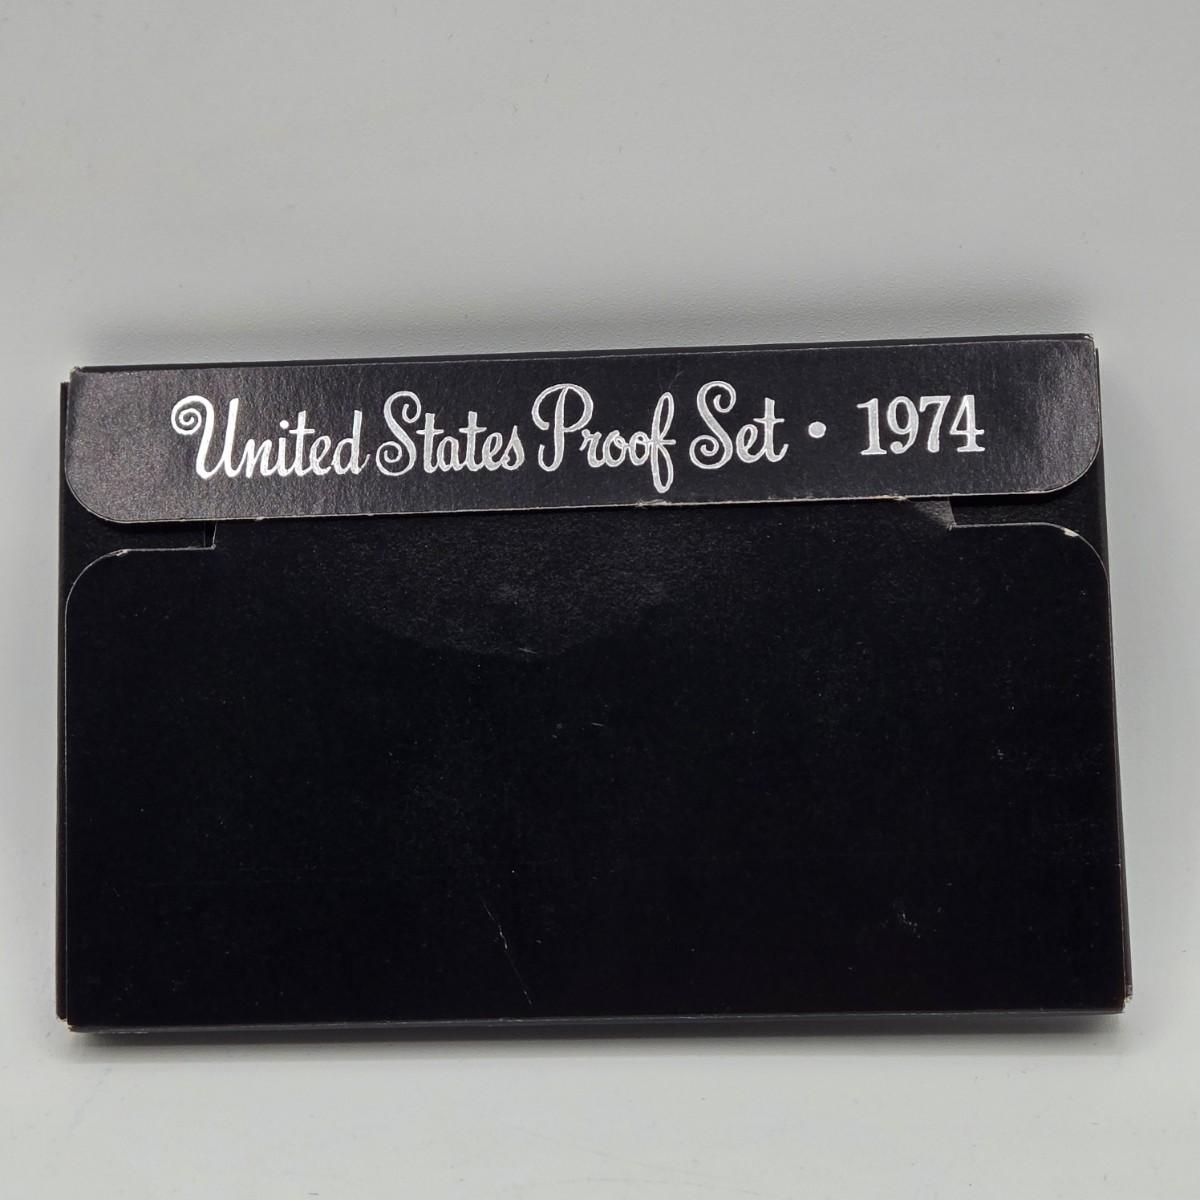 United States Proof Set • 1974